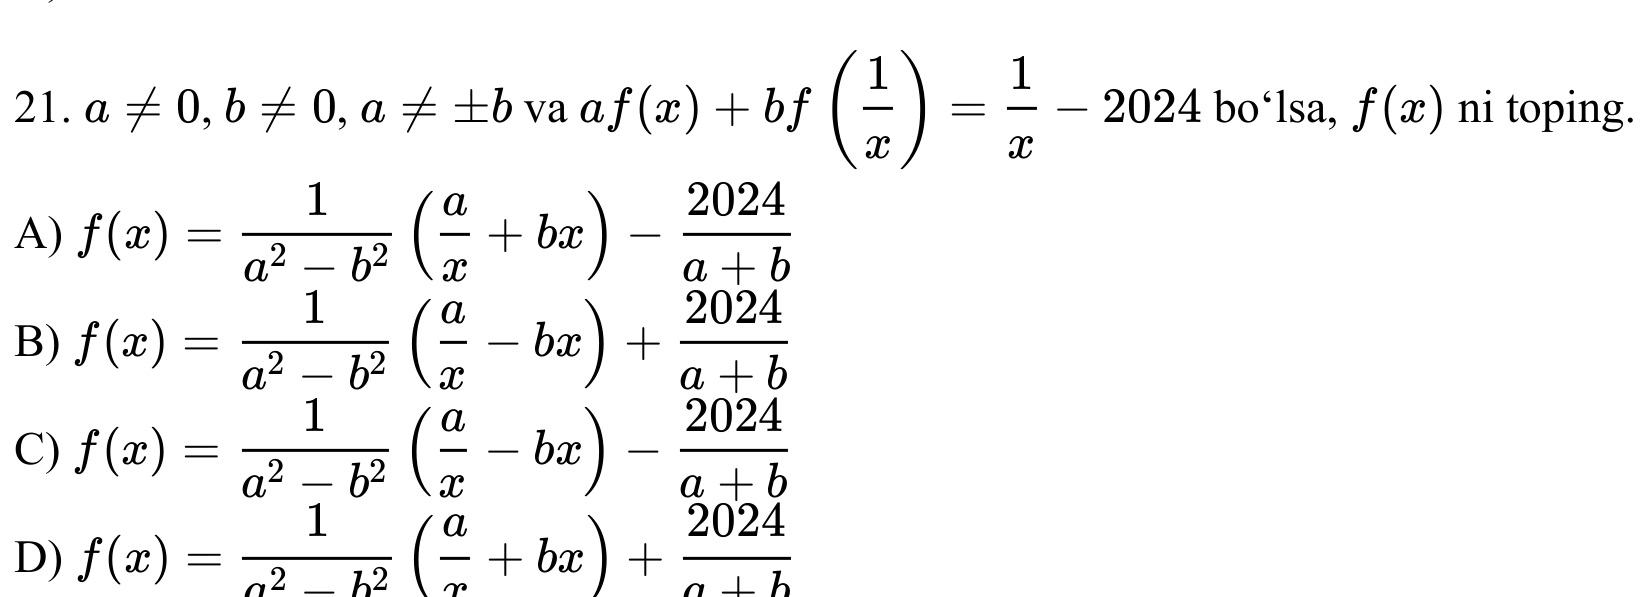 21. a ≠ 0, b ≠ 0, a ≠ ±b va af(x) + bf(1/x) = 1/x − 2024 bo‘lsa, f(x) ni toping.
A) f(x) = 1/(a² − b²) (a/x + bx) − 2024/(a + b)
B) f(x) = 1/(a² − b²) (a/x − bx) + 2024/(a + b)
C) f(x) = 1/(a² − b²) (a/x − bx) − 2024/(a + b)
D) f(x) = 1/(a² − b²) (a/x + bx) + 2024/(a + b)